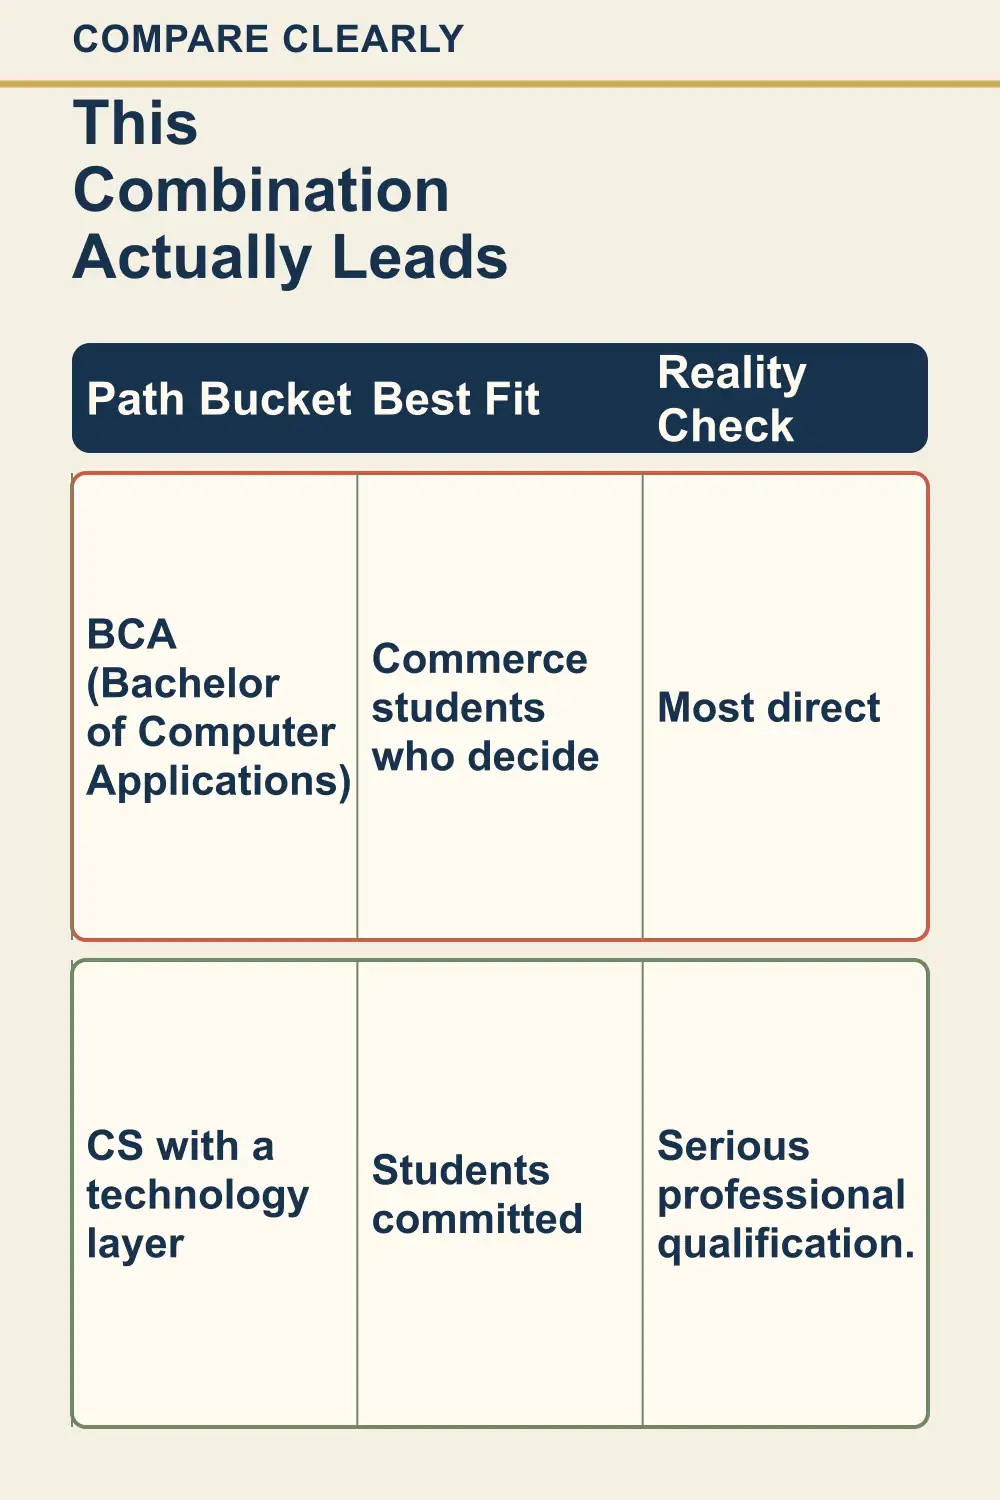 COMPARE CLEARLY
This
Combination
Actually Leads
Path Bucket
Best Fit
Reality
Check
BCA
(Bachelor
of Computer
Applications)
Commerce
students
who decide
Most direct
CS with a
technology
layer
Students
committed
Serious
professional
qualification.